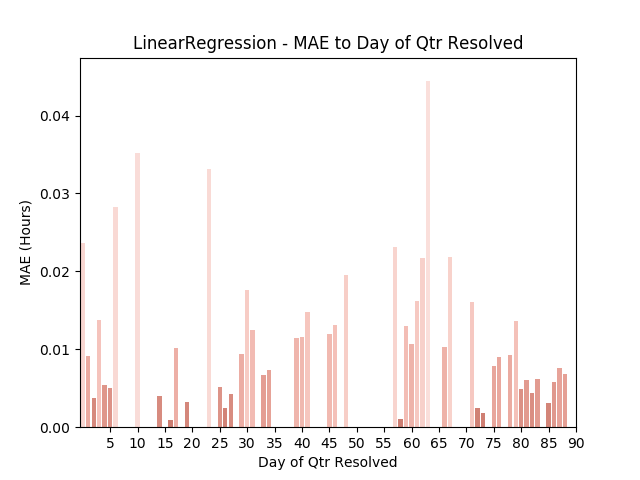 LinearRegression - MAE to Day of Qtr Resolved
0.04
0.03
0.02
0.01
0.00
MAE (Hours)
5 10 15 20 25 30 35 40 45 50 55 60 65 70 75 80 85 90
Day of Qtr Resolved